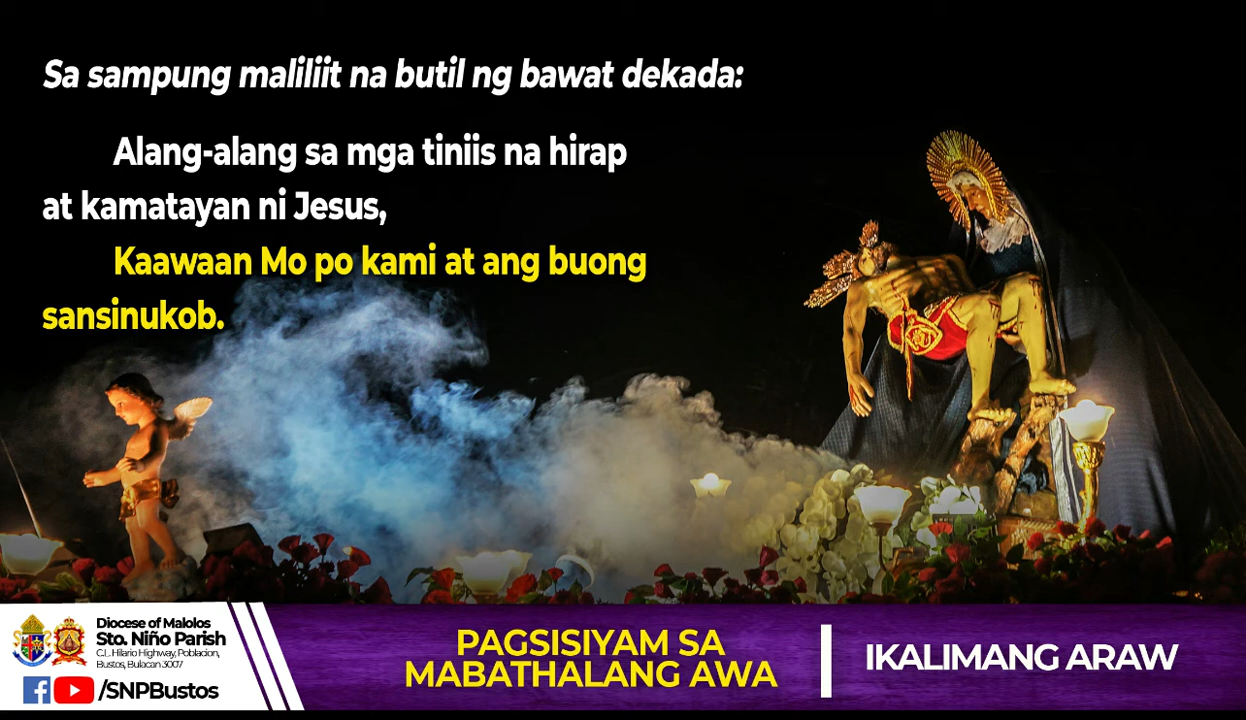 Sa sampung maliliit na butil ng bawat dekada:
Alang-alang sa mga tiniis na hirap
at kamatayan ni Jesus,
Kaawaan Mo po kami at ang buong
sansinukob.
Diocese of Malolos
Sto. Niño Parish
C.L. Hilario Highway, Poblacion,
Bustos, Bulacan 3007
/SNPBustos
PAGSISIYAM SA
MABATHALANG AWA
IKALIMANG ARAW